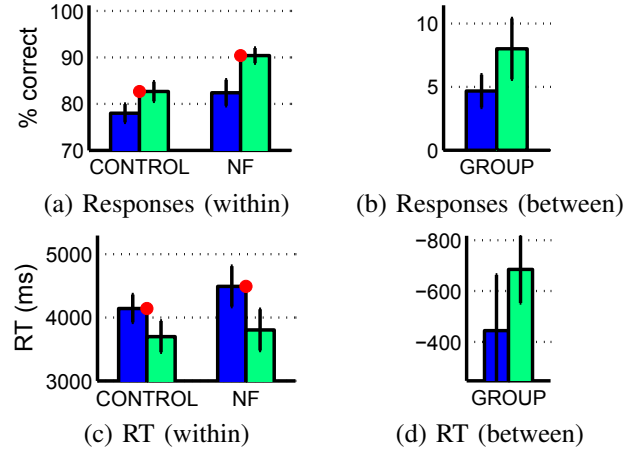 % correct
100
90
80
70
CONTROL NF
(a) Responses (within)
10
5
0
GROUP
(b) Responses (between)
RT (ms)
5000
4000
3000
CONTROL NF
(c) RT (within)
−800
−600
−400
GROUP
(d) RT (between)